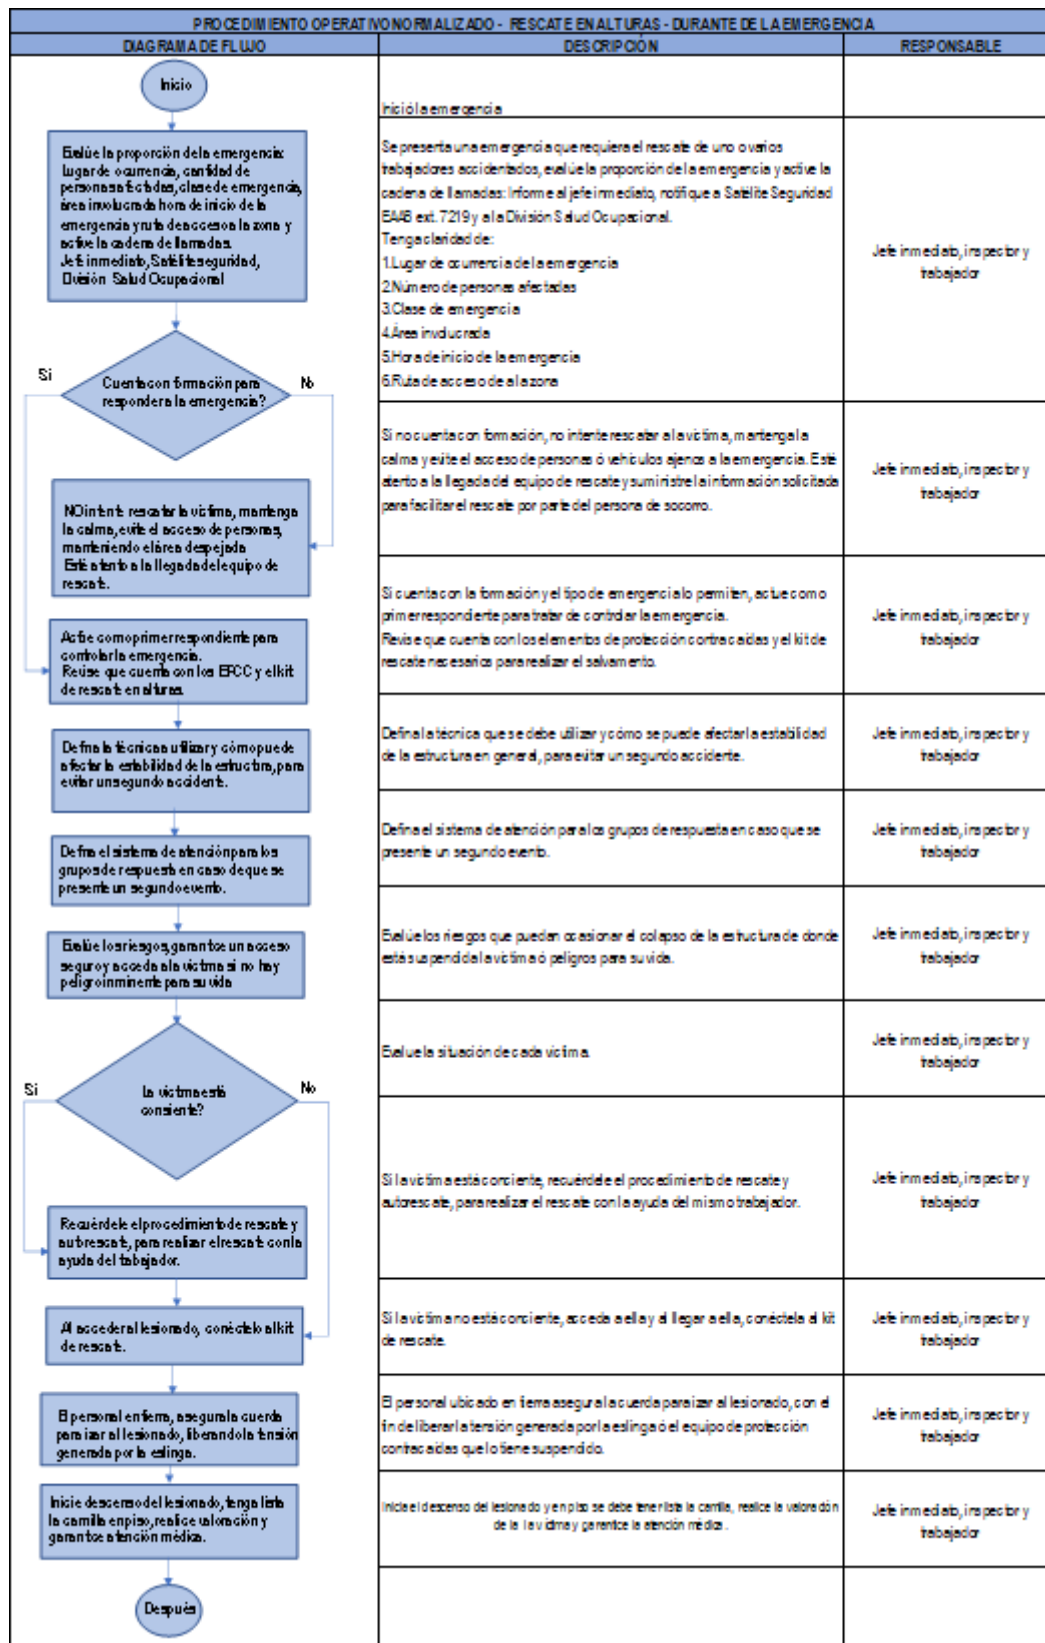 PROCEDIMIENTO OPERATIVO NORMALIZADO - RESCATE EN ALTURAS - DURANTE DE LA EMERGENCIA
DIAGRAMA DE FLUJO
DESCRIPCIÓN
RESPONSABLE
Inicio
Inició la emergencia
Evalúe la proporción de la emergencia:
Lugar de ocurrencia, cantidad de
personas afectadas, clase de emergencia,
área involucrada hora de inicio de la
emergencia y ruta de acceso a la zona y
active la cadena de llamadas.
Jefe inmediato, Satélite seguridad,
División Salud Ocupacional
Se presenta una emergencia que requiera el rescate de uno o varios
trabajadores accidentados, evalúe la proporción de la emergencia y active la
cadena de llamadas: Informe al jefe inmediato, notifique a Satélite Seguridad
EAAB ext. 7219 y a la División Salud Ocupacional.
Tenga claridad de:
1.Lugar de ocurrencia de la emergencia
2.Número de personas afectadas
3.Clase de emergencia
4.Área involucrada
5.Hora de inicio de la emergencia
6.Ruta de acceso de a la zona
Jefe inmediato, inspector y
trabajador
Si
Cuenta con formación para
responder a la emergencia?
No
NO intente rescatar la víctima, mantenga
la calma, evite el acceso de personas,
manteniendo el área despejada
Esté atento a la llegada del equipo de
rescate.
Si no cuenta con formación, no intente rescatar a la víctima, mantenga la
calma y evite el acceso de personas ó vehículos ajenos a la emergencia. Esté
atento a la llegada del equipo de rescate y suministre la información solicitada
para facilitar el rescate por parte del persona de socorro.
Jefe inmediato, inspector y
trabajador
Actúe como primer respondiente para
controlar la emergencia.
Revise que cuenta con los EPCC y el kit
de rescate en alturas.
Si cuenta con la formación y el tipo de emergencia lo permiten, actue como
primer respondiente para tratar de controlar la emergencia.
Revise que cuenta con los elementos de protección contra caídas y el kit de
rescate necesarios para realizar el salvamento.
Jefe inmediato, inspector y
trabajador
Defina la técnica a utilizar y cómo puede
afectar la estabilidad de la estructura, para
evitar un segundo accidente.
Defina la técnica que se debe utilizar y cómo se puede afectar la estabilidad
de la estructura en general, para evitar un segundo accidente.
Jefe inmediato, inspector y
trabajador
Defina el sistema de atención para los
grupos de respuesta en caso de que se
presente un segundo evento.
Defina el sistema de atención para los grupos de respuesta en caso que se
presente un segundo evento.
Jefe inmediato, inspector y
trabajador
Evalúe los riesgos, garantice un acceso
seguro y acceda a la víctima si no hay
peligro inminente para su vida
Evalúe los riesgos que puedan ocasionar el colapso de la estructura de donde
está suspendida la víctima ó peligros para su vida.
Jefe inmediato, inspector y
trabajador
Si
La víctima está
consiente?
No
Evalue la situación de cada víctima.
Jefe inmediato, inspector y
trabajador
Recuérdele el procedimiento de rescate y
autorescate, para realizar el rescate con la
ayuda del tabajador.
Si la víctima está conciente, recuérdele el procedimiento de rescate y
autorescate, para realizar el rescate con la ayuda del mismo trabajador.
Jefe inmediato, inspector y
trabajador
Al acceder al lesionado, conéctelo al kit
de rescate.
Si la víctima no está conciente, acceda a ella y al llegar a ella, conéctela al kit
de rescate.
Jefe inmediato, inspector y
trabajador
El personal en tierra, asegura la cuerda
para izar al lesionado, liberando la tensión
generada por la eslinga.
El personal ubicado en tierra asegura la cuerda para izar al lesionado, con el
fin de liberar la tensión generada por la eslinga ó el equipo de protección
contra caídas que lo tiene suspendido.
Jefe inmediato, inspector y
trabajador
Inicie descenso del lesionado, tenga lista
la camilla en piso, realice valoración y
garantice atención médica.
Inicia el descenso del lesionado y en piso se debe tener lista la camilla, realice la valoración
de la la víctima y garantice la atención médica.
Jefe inmediato, inspector y
trabajador
Después